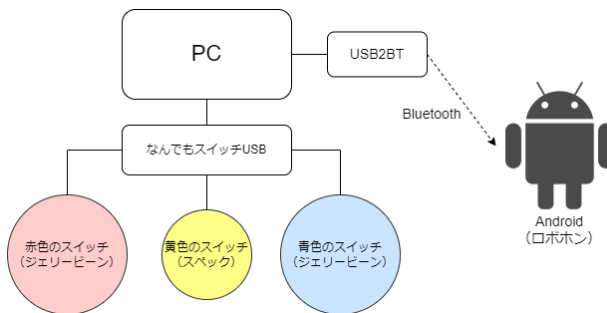 PC
USB2BT
Bluetooth
なんでもスイッチUSB
赤色のスイッチ
（ジェリービーン）
黄色のスイッチ
（スペック）
青色のスイッチ
（ジェリービーン）
Android
（ロボホン）